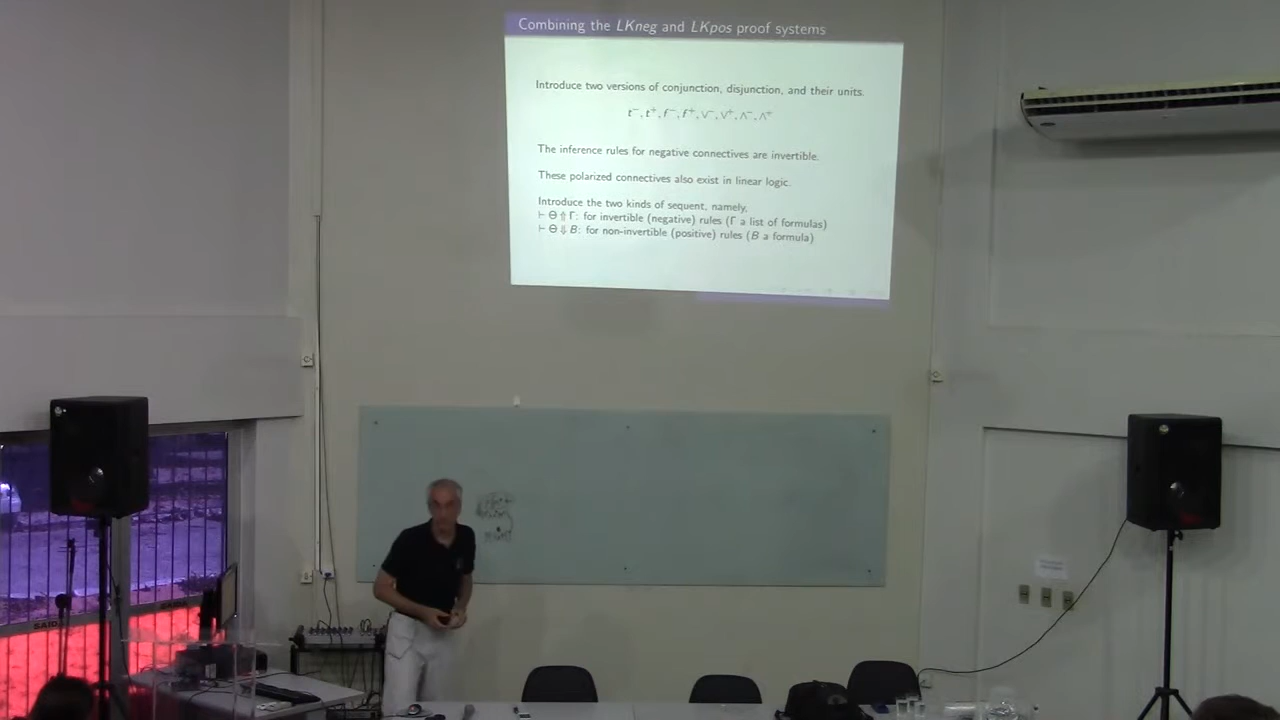 Combining the LKneg and LKpos proof systems
Introduce two versions of conjunction, disjunction, and their units.
t⁻, t⁺, f⁻, f⁺, ∨⁻, ∨⁺, ∧⁻, ∧⁺
The inference rules for negative connectives are invertible.
These polarized connectives also exist in linear logic.
Introduce the two kinds of sequent, namely,
⊢ Θ ⇑ Γ: for invertible (negative) rules (Γ a list of formulas)
⊢ Θ ⇓ B: for non-invertible (positive) rules (B a formula)